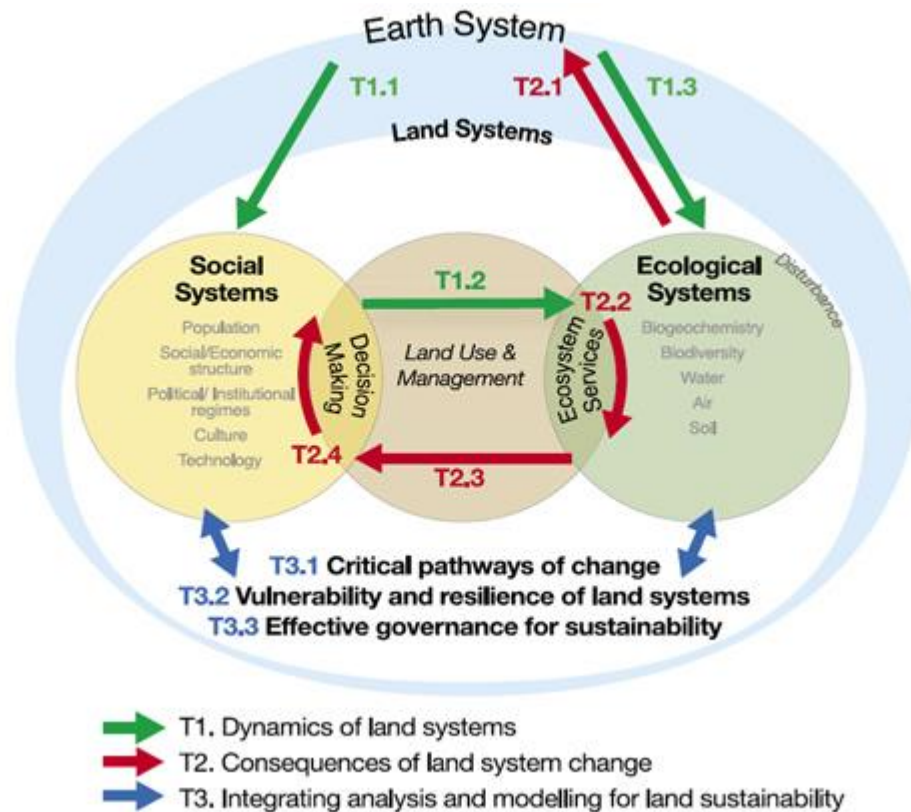 Earth System
T1.1
T2.1
T1.3
Land Systems
Social
Systems
Population
Social/Economic
structure
Political/ Institutional
regimes
Culture
Technology
Decision
Making
T1.2
Land Use &
Management
T2.2
Ecosystem
Services
Ecological
Systems
Disturbance
Biogeochemistry
Biodiversity
Water
Air
Soil
T2.4
T2.3
T3.1 Critical pathways of change
T3.2 Vulnerability and resilience of land systems
T3.3 Effective governance for sustainability
T1. Dynamics of land systems
T2. Consequences of land system change
T3. Integrating analysis and modelling for land sustainability